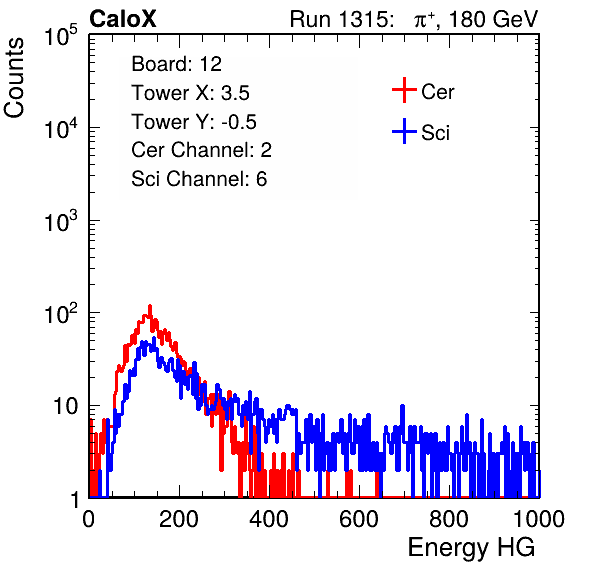 CaloX Run 1315: π⁺, 180 GeV
Counts
10⁵
10⁴
10³
10²
10
1
Board: 12
Tower X: 3.5
Tower Y: -0.5
Cer Channel: 2
Sci Channel: 6
Cer
Sci
0 200 400 600 800 1000
Energy HG